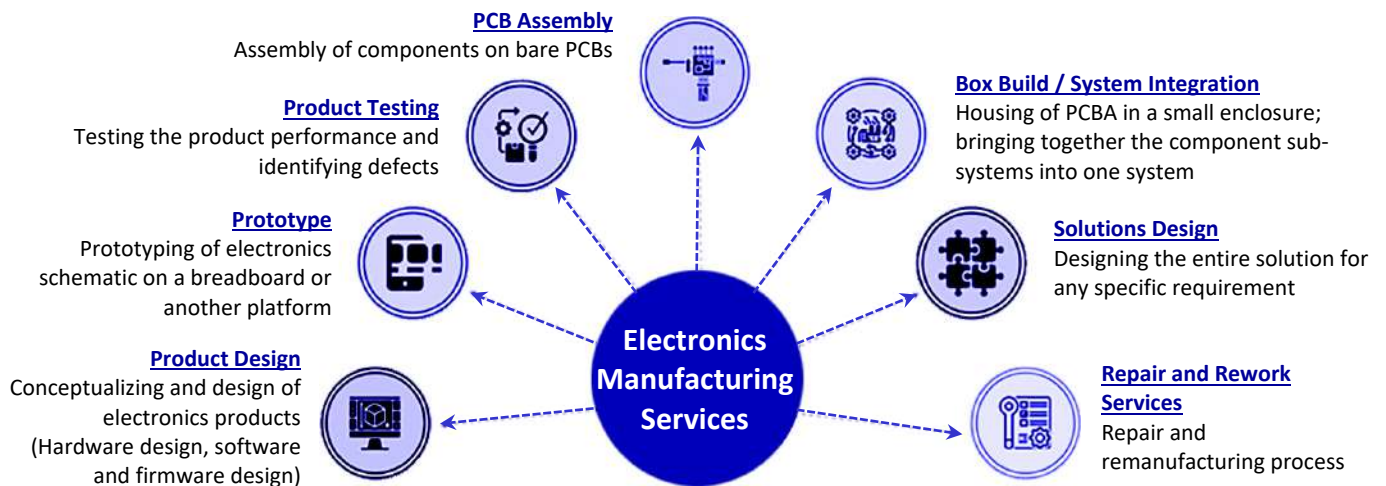 PCB Assembly
Assembly of components on bare PCBs
Product Testing
Testing the product performance and
identifying defects
Prototype
Prototyping of electronics
schematic on a breadboard or
another platform
Product Design
Conceptualizing and design of
electronics products
(Hardware design, software
and firmware design)
Electronics
Manufacturing
Services
Box Build / System Integration
Housing of PCBA in a small enclosure;
bringing together the component sub-
systems into one system
Solutions Design
Designing the entire solution for
any specific requirement
Repair and Rework
Services
Repair and
remanufacturing process